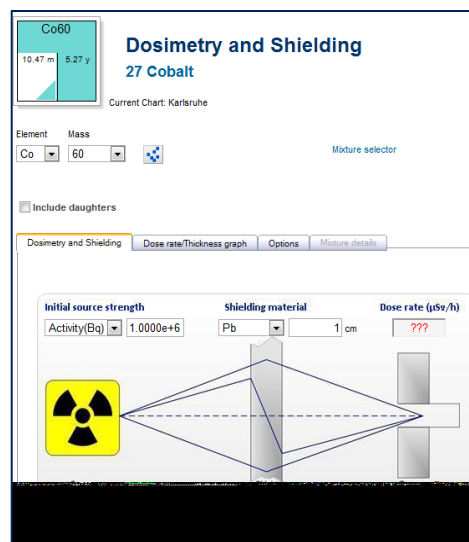 Co60
10.47 m 5.27 y
Dosimetry and Shielding
27 Cobalt
Current Chart: Karlsruhe
Element Mass
Co 60
Mixture selector
Include daughters
Dosimetry and Shielding Dose rate/Thickness graph Options Mixture details
Initial source strength Shielding material Dose rate (µSv/h)
Activity(Bq) 1.0000e+6 Pb 1 cm ???